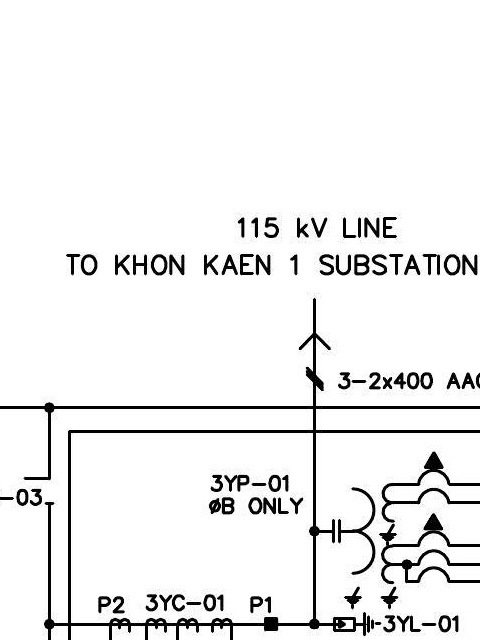 115 kV LINE
TO KHON KAEN 1 SUBSTATION
3-2x400
3YP-01
ØB ONLY
-03
P2 3YC-01 P1
3YL-01